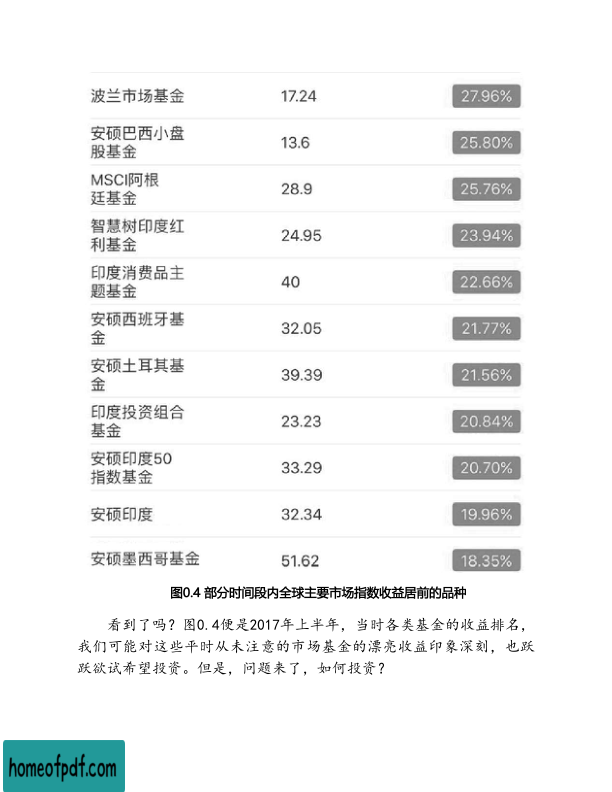 波兰市场基金 17.24 27.96%
安硕巴西小盘
股基金 13.6 25.80%
MSCI阿根
廷基金 28.9 25.76%
智慧树印度红
利基金 24.95 23.94%
印度消费品主
题基金 40 22.66%
安硕西班牙基
金 32.05 21.77%
安硕土耳其基
金 39.39 21.56%
印度投资组合
基金 23.23 20.84%
安硕印度50
指数基金 33.29 20.70%
安硕印度 32.34 19.96%
安硕墨西哥基金 51.62 18.35%
图0.4 部分时间段内全球主要市场指数收益居前的品种
看到了吗？图0.4便是2017年上半年，当时各类基金的收益排名，
我们可能对这些平时从未注意的市场基金的漂亮收益印象深刻，也跃
跃欲试希望投资。但是，问题来了，如何投资？
homeofpdf.com